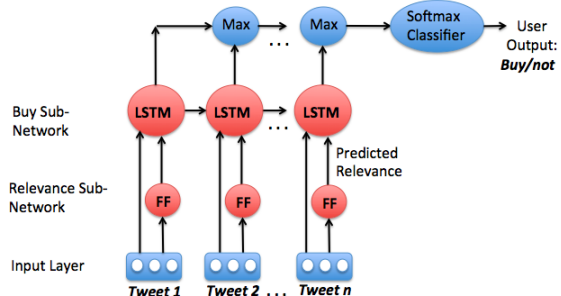 Max
Max
Softmax
Classifier
User
Output:
Buy/not
...
Buy Sub-
Network
LSTM
LSTM
LSTM
...
Predicted
Relevance
Relevance Sub-
Network
FF
FF
FF
Input Layer
Tweet 1
Tweet 2 . . .
Tweet n